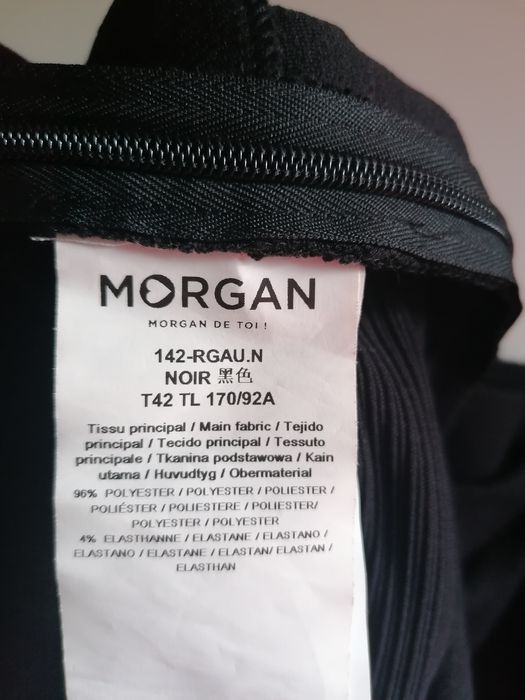 MORGAN
MORGAN DE TOI !
142-RGAU.N
NOIR 黑色
T42 TL 170/92A
Tissu principal / Main fabric / Tejido
principal / Tecido principal / Tessuto
principale / Tkanina podstawowa / Kain
utama / Huvudtyg / Obermaterial
96% POLYESTER / POLYESTER / POLIESTER /
POLIÉSTER / POLIESTERE / POLIESTER/
POLYESTER / POLYESTER
4% ELASTHANNE / ELASTANE / ELASTANO /
ELASTANO / ELASTANE / ELASTAN/ ELASTAN /
ELASTHAN